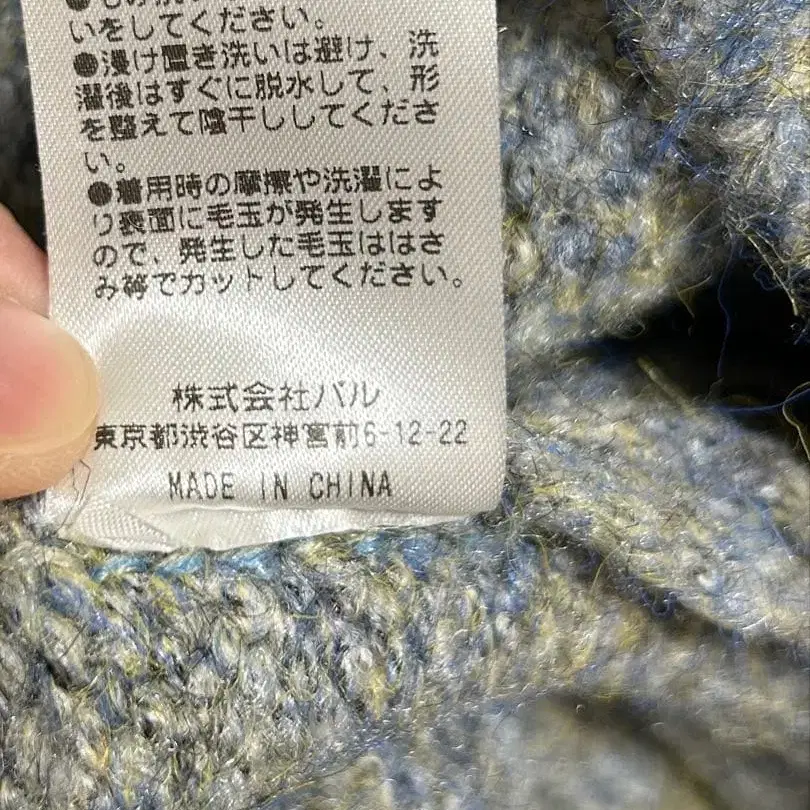 いをしてください。
●浸け置き洗いは避け、洗
濯後はすぐに脱水して、形
を整えて陰干ししてくださ
い。
●着用時の摩擦や洗濯によ
り裏面に毛玉が発生します
ので、発生した毛玉ははさ
み等でカットしてください。
株式会社バル
東京都渋谷区神宮前6-12-22
MADE IN CHINA